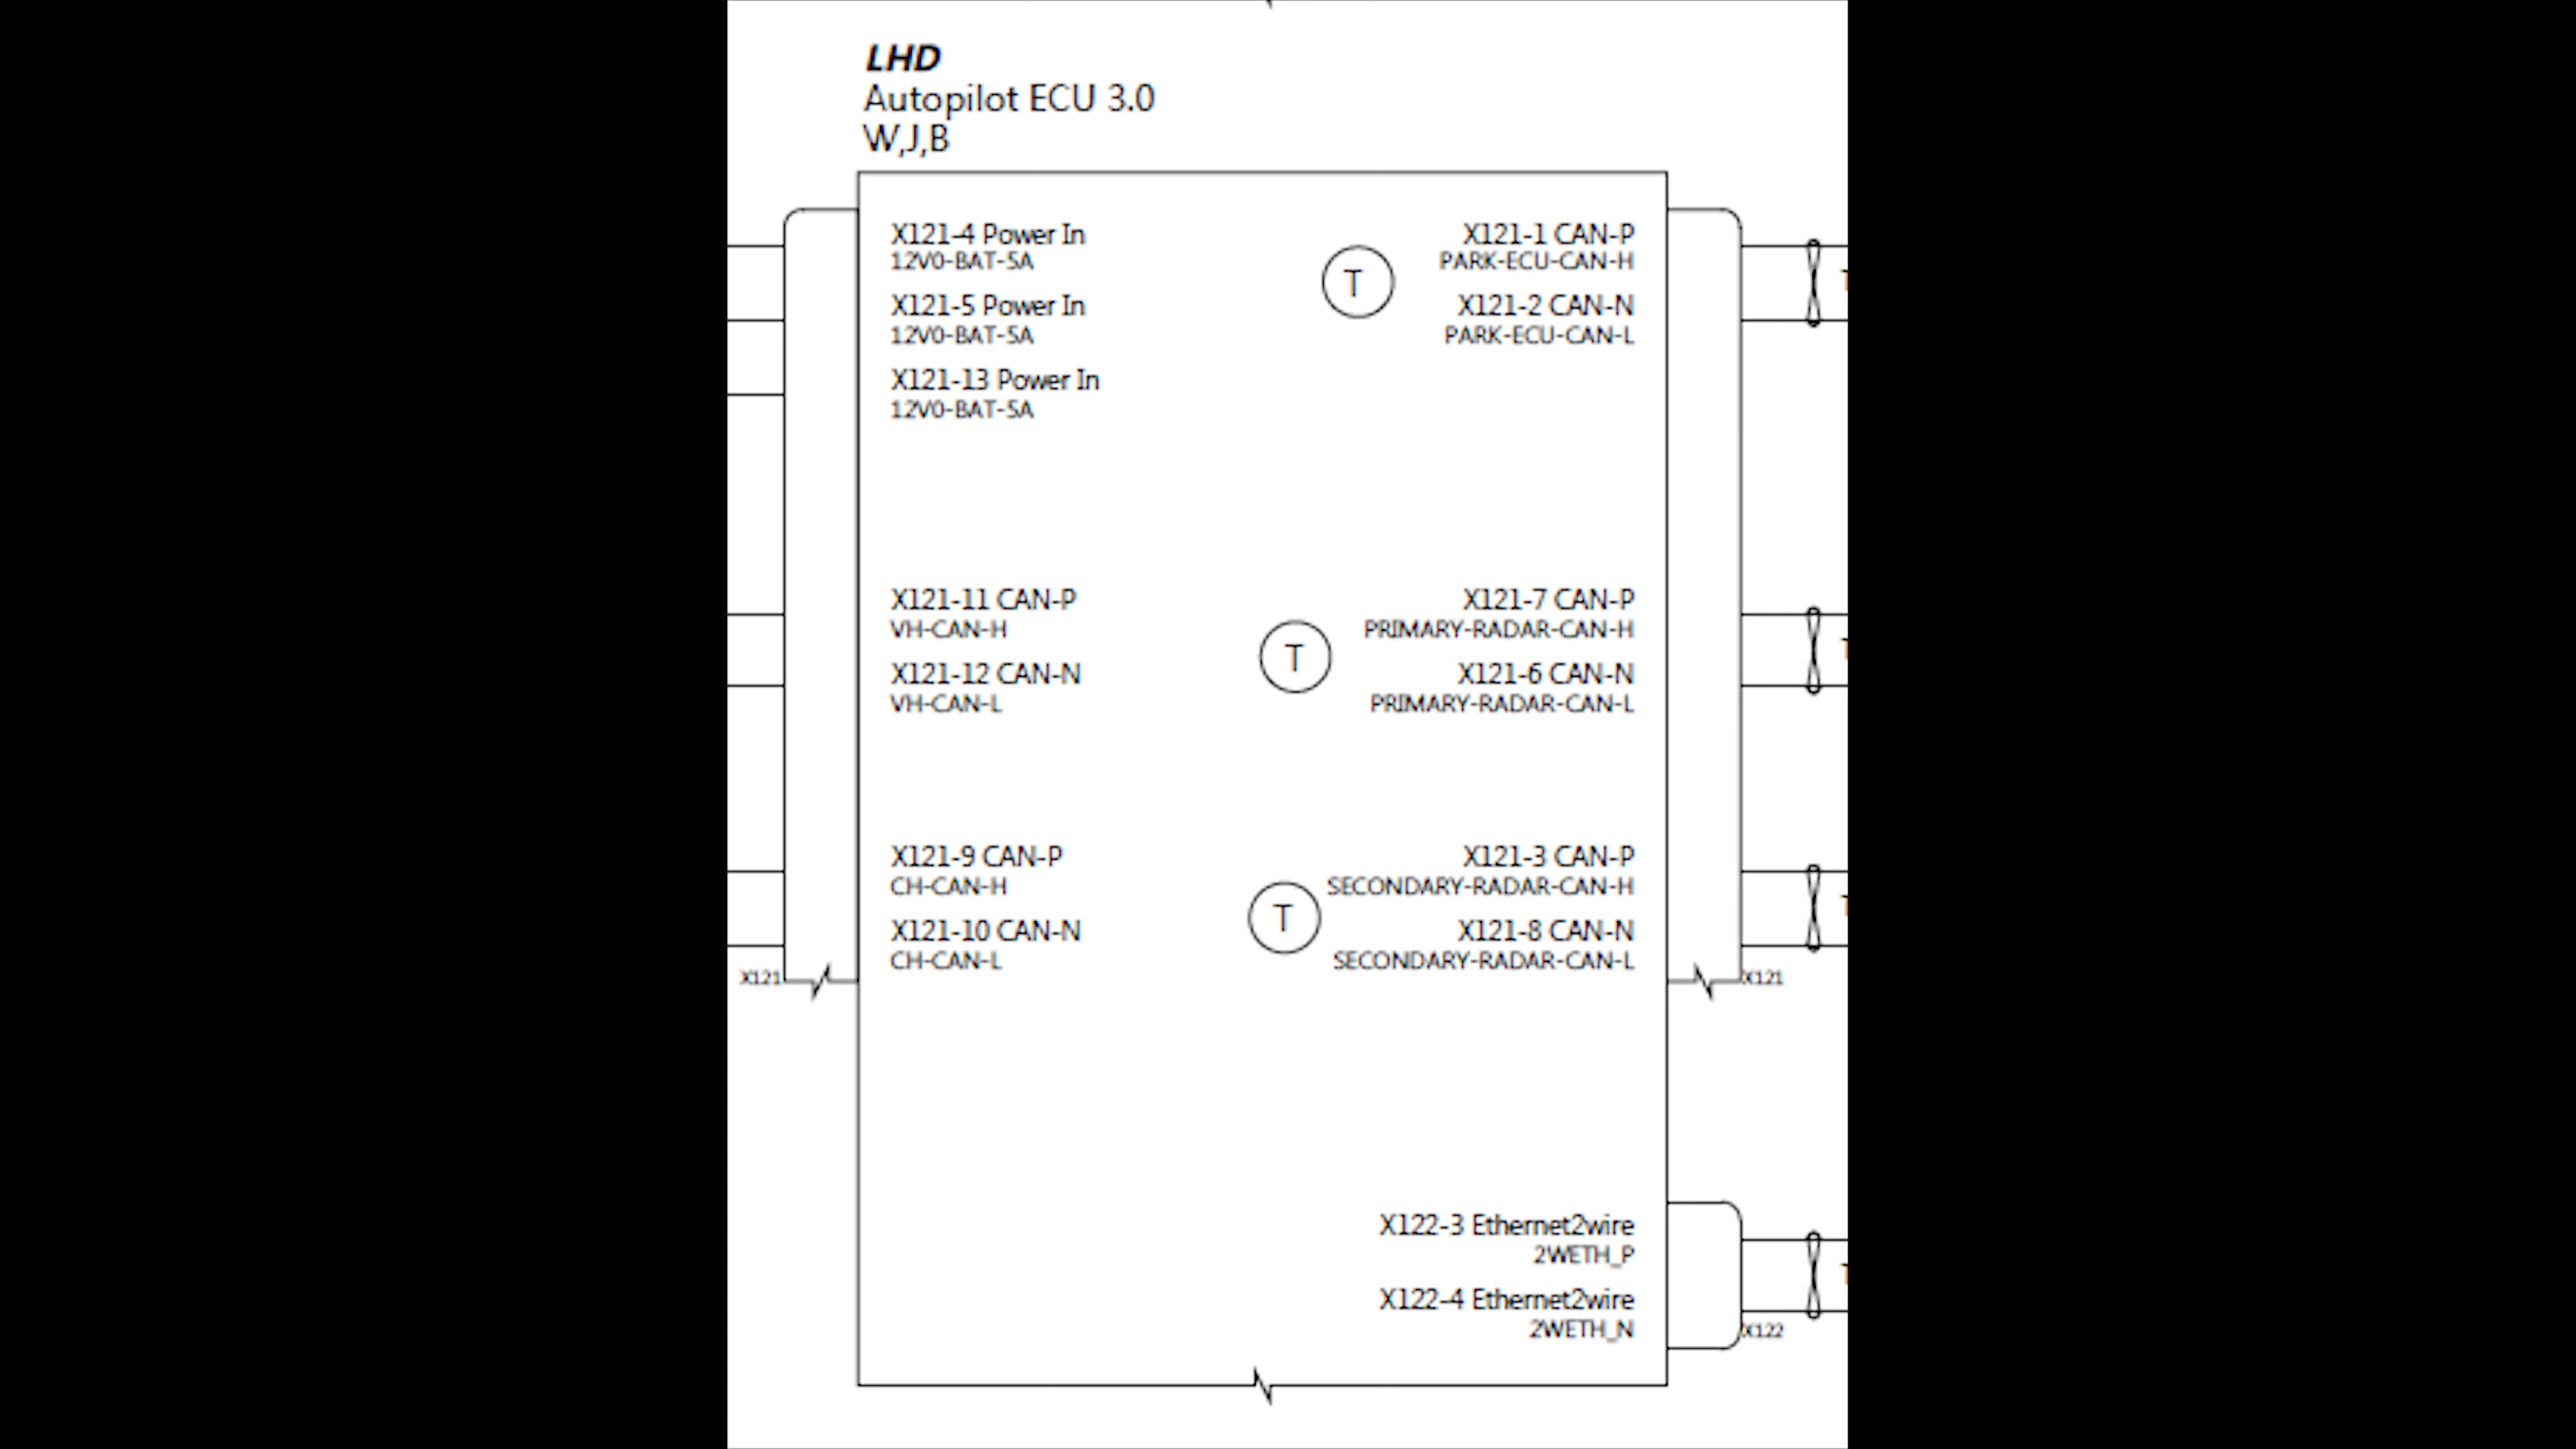 LHD
Autopilot ECU 3.0
W,J,B
X121-4 Power In
12V0-BAT-5A
X121-5 Power In
12V0-BAT-5A
X121-13 Power In
12V0-BAT-5A
X121-11 CAN-P
VH-CAN-H
X121-12 CAN-N
VH-CAN-L
X121-9 CAN-P
CH-CAN-H
X121-10 CAN-N
CH-CAN-L
X121
T
T
T
X121-1 CAN-P
PARK-ECU-CAN-H
X121-2 CAN-N
PARK-ECU-CAN-L
X121-7 CAN-P
PRIMARY-RADAR-CAN-H
X121-6 CAN-N
PRIMARY-RADAR-CAN-L
X121-3 CAN-P
SECONDARY-RADAR-CAN-H
X121-8 CAN-N
SECONDARY-RADAR-CAN-L
X121
X122-3 Ethernet2wire
2WETH_P
X122-4 Ethernet2wire
2WETH_N
X122